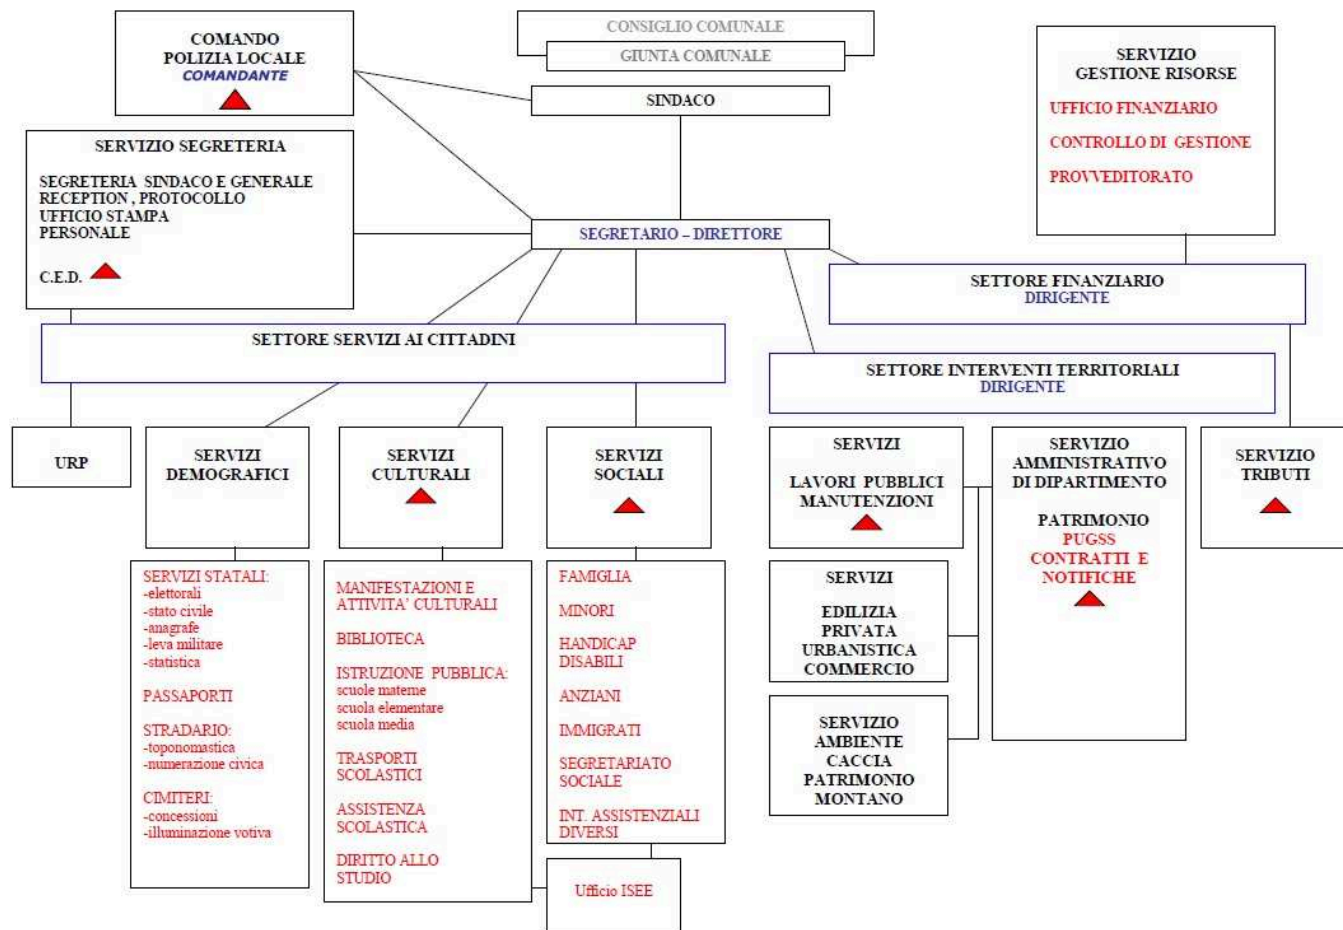 COMANDO
POLIZIA LOCALE
COMANDANTE
CONSIGLIO COMUNALE
GIUNTA COMUNALE
SINDACO
SERVIZIO
GESTIONE RISORSE
UFFICIO FINANZIARIO
CONTROLLO DI GESTIONE
PROVVEDITORATO
SERVIZIO SEGRETERIA
SEGRETERIA SINDACO E GENERALE
RECEPTION , PROTOCOLLO
UFFICIO STAMPA
PERSONALE
C.E.D.
SEGRETARIO – DIRETTORE
SETTORE FINANZIARIO
DIRIGENTE
SETTORE SERVIZI AI CITTADINI
SETTORE INTERVENTI TERRITORIALI
DIRIGENTE
URP
SERVIZI
DEMOGRAFICI
SERVIZI
CULTURALI
SERVIZI
SOCIALI
SERVIZI
LAVORI PUBBLICI
MANUTENZIONI
SERVIZIO
AMMINISTRATIVO
DI DIPARTIMENTO
PATRIMONIO
PUGSS
CONTRATTI E
NOTIFICHE
SERVIZIO
TRIBUTI
SERVIZI STATALI:
-elettorali
-stato civile
-anagrafe
-leva militare
-statistica
PASSAPORTI
STRADARIO:
-toponomastica
-numerazione civica
CIMITERI:
-concessioni
-illuminazione votiva
MANIFESTAZIONI E
ATTIVITA' CULTURALI
BIBLIOTECA
ISTRUZIONE PUBBLICA:
scuole materne
scuola elementare
scuola media
TRASPORTI
SCOLASTICI
ASSISTENZA
SCOLASTICA
DIRITTO ALLO
STUDIO
FAMIGLIA
MINORI
HANDICAP
DISABILI
ANZIANI
IMMIGRATI
SEGRETARIATO
SOCIALE
INT. ASSISTENZIALI
DIVERSI
Ufficio ISEE
SERVIZI
EDILIZIA
PRIVATA
URBANISTICA
COMMERCIO
SERVIZIO
AMBIENTE
CACCIA
PATRIMONIO
MONTANO